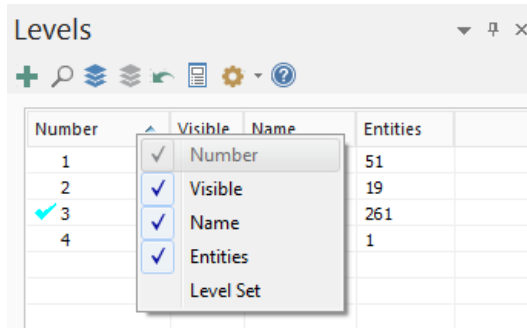 Levels
Number Visible Name Entities
1 51
2 19
3 261
4 1
Number
Visible
Name
Entities
Level Set